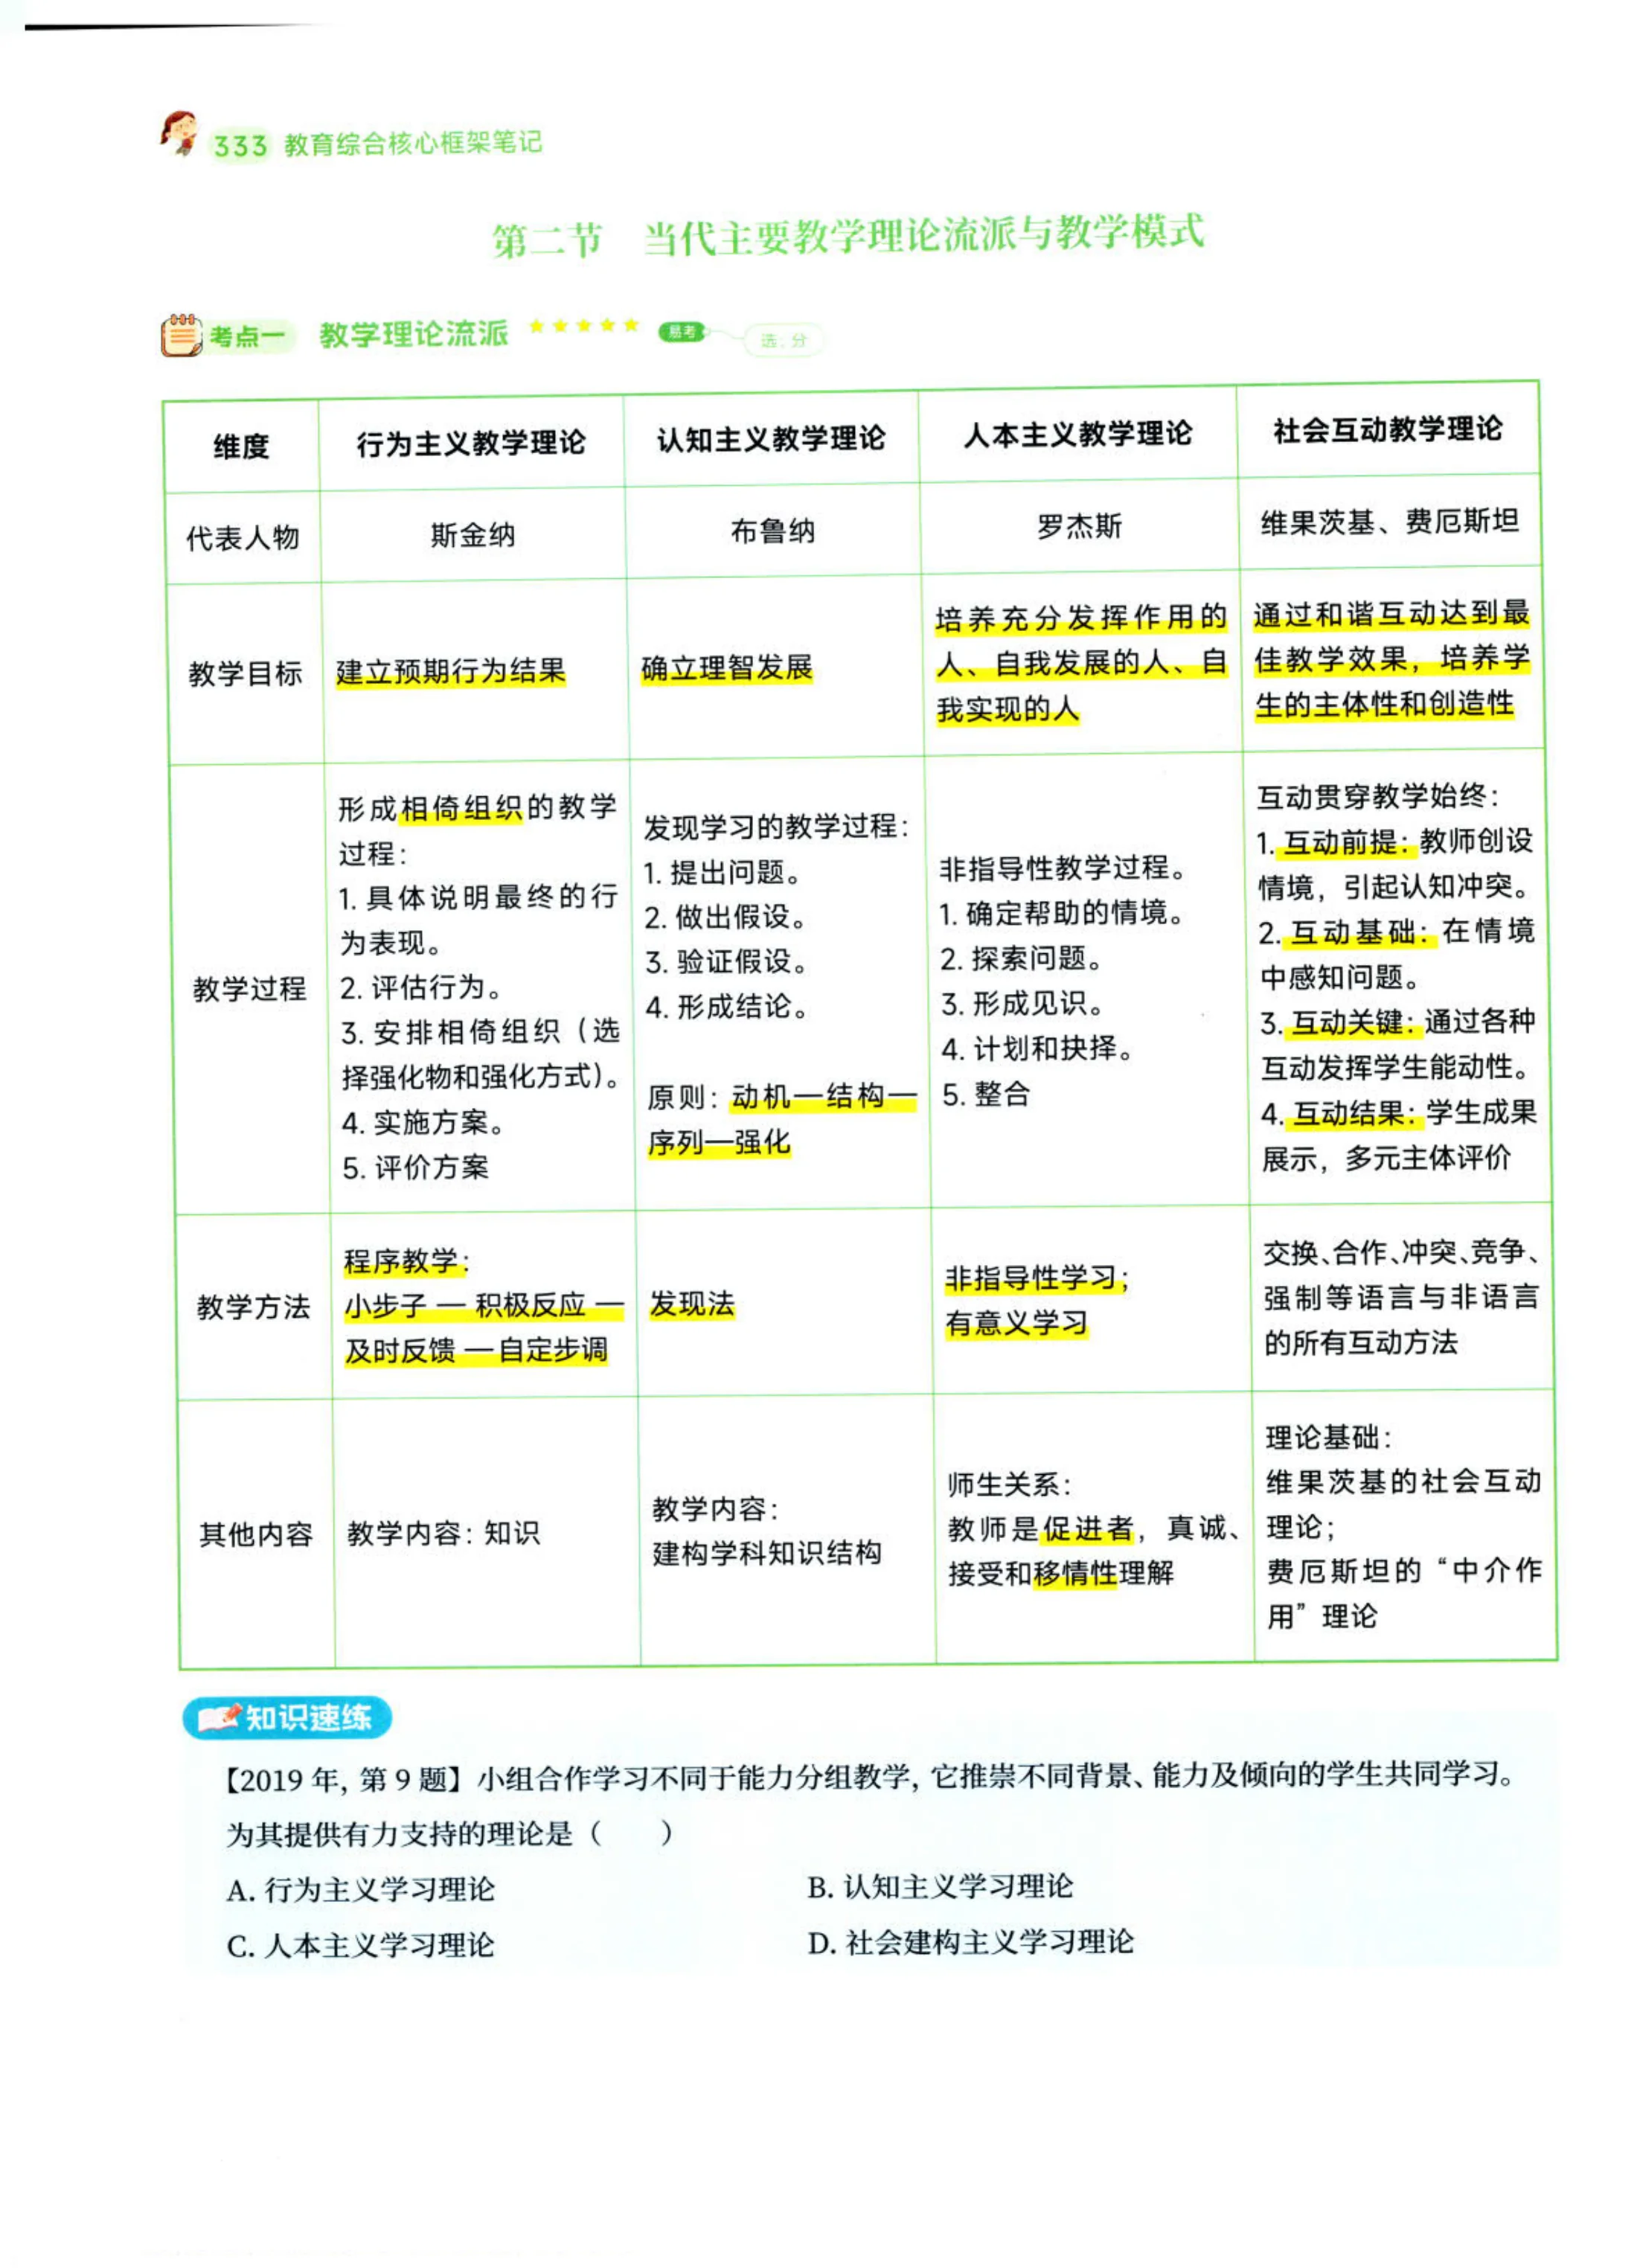 333 教育综合核心框架笔记
第二节　当代主要教学理论流派与教学模式
考点一　教学理论流派 ★★★★★ 易考 选、分
维度
行为主义教学理论
认知主义教学理论
人本主义教学理论
社会互动教学理论
代表人物
斯金纳
布鲁纳
罗杰斯
维果茨基、费厄斯坦
教学目标
建立预期行为结果
确立理智发展
培养充分发挥作用的
人、自我发展的人、自
我实现的人
通过和谐互动达到最
佳教学效果，培养学
生的主体性和创造性
教学过程
形成相倚组织的教学
过程：
1. 具体说明最终的行
为表现。
2. 评估行为。
3. 安排相倚组织（选
择强化物和强化方式）。
4. 实施方案。
5. 评价方案
发现学习的教学过程：
1. 提出问题。
2. 做出假设。
3. 验证假设。
4. 形成结论。
原则：动机—结构—
序列—强化
非指导性教学过程。
1. 确定帮助的情境。
2. 探索问题。
3. 形成见识。
4. 计划和抉择。
5. 整合
互动贯穿教学始终：
1. 互动前提：教师创设
情境，引起认知冲突。
2. 互动基础：在情境
中感知问题。
3. 互动关键：通过各种
互动发挥学生能动性。
4. 互动结果：学生成果
展示，多元主体评价
教学方法
程序教学：
小步子 — 积极反应 —
及时反馈 — 自定步调
发现法
非指导性学习；
有意义学习
交换、合作、冲突、竞争、
强制等语言与非语言
的所有互动方法
其他内容
教学内容：知识
教学内容：
建构学科知识结构
师生关系：
教师是促进者，真诚、
接受和移情性理解
理论基础：
维果茨基的社会互动
理论；
费厄斯坦的“中介作
用”理论
知识速练
【2019 年, 第 9 题】小组合作学习不同于能力分组教学, 它推崇不同背景、能力及倾向的学生共同学习。
为其提供有力支持的理论是（　　）
A. 行为主义学习理论
B. 认知主义学习理论
C. 人本主义学习理论
D. 社会建构主义学习理论